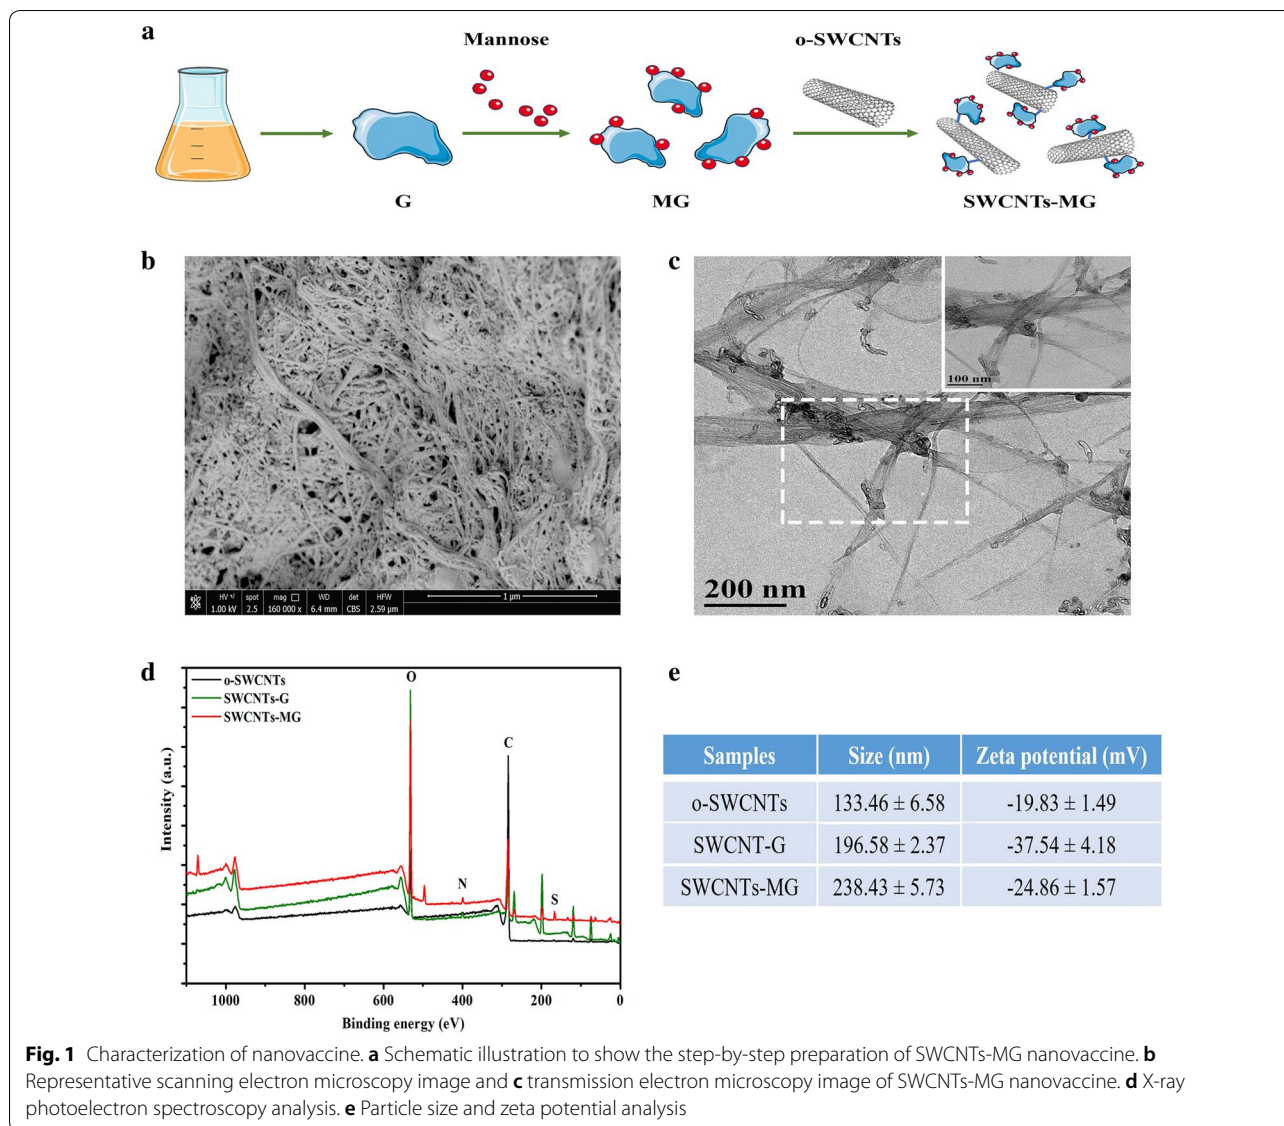 a
Mannose
o-SWCNTs
G
MG
SWCNTs-MG
b
HV spot mag WD det HFW
1 µm
1.00 kV 2.5 160 000 x 6.4 mm CBS 2.59 µm
c
100 nm
200 nm
d
o-SWCNTs
SWCNTs-G
SWCNTs-MG
O
C
N
S
Intensity (a.u.)
1000 800 600 400 200 0
Binding energy (eV)
e
Samples Size (nm) Zeta potential (mV)
o-SWCNTs 133.46 ± 6.58 -19.83 ± 1.49
SWCNT-G 196.58 ± 2.37 -37.54 ± 4.18
SWCNTs-MG 238.43 ± 5.73 -24.86 ± 1.57
Fig. 1 Characterization of nanovaccine. a Schematic illustration to show the step-by-step preparation of SWCNTs-MG nanovaccine. b
Representative scanning electron microscopy image and c transmission electron microscopy image of SWCNTs-MG nanovaccine. d X-ray
photoelectron spectroscopy analysis. e Particle size and zeta potential analysis